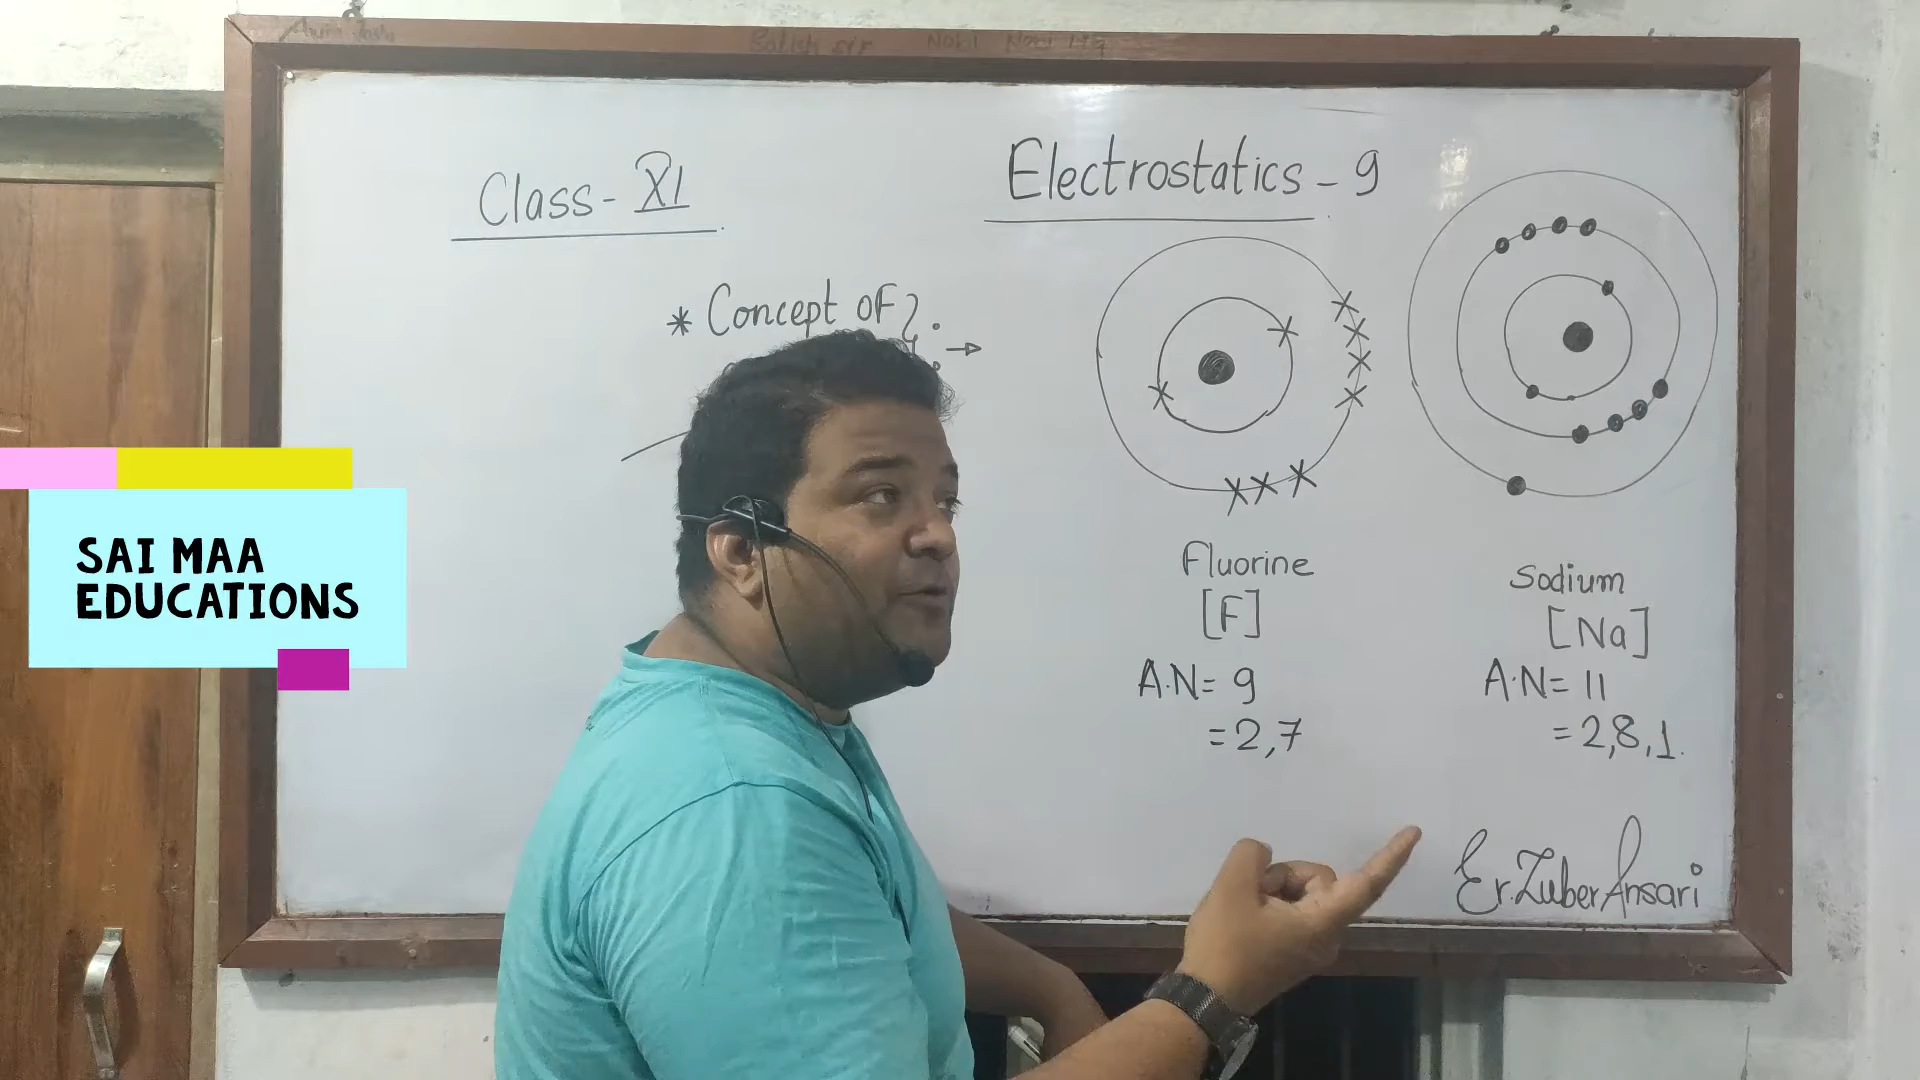 Class - XI
Electrostatics - 9
* Concept of
Fluorine
[F]
A.N = 9
= 2,7
Sodium
[Na]
A.N = 11
= 2,8,1.
Er. Zuber Ansari
SAI MAA
EDUCATIONS